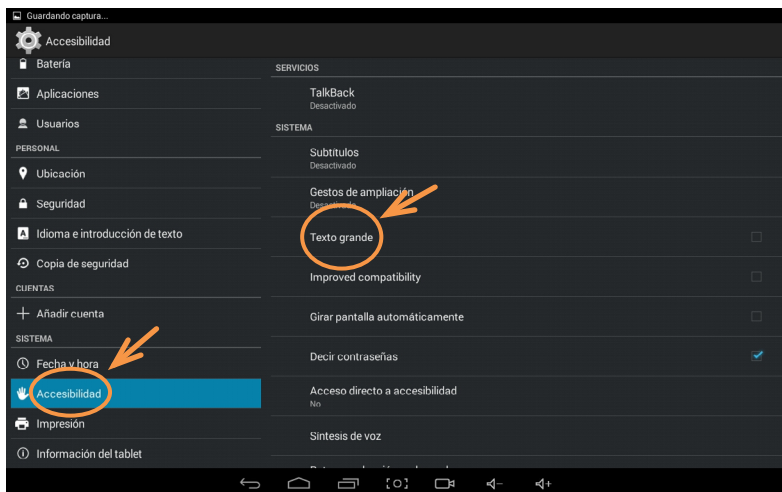 Guardando captura...
Accesibilidad
Batería
Aplicaciones
Usuarios
PERSONAL
Ubicación
Seguridad
Idioma e introducción de texto
Copia de seguridad
CUENTAS
Añadir cuenta
SISTEMA
Fecha y hora
Accesibilidad
Impresión
Información del tablet
SERVICIOS
TalkBack
Desactivado
SISTEMA
Subtítulos
Desactivado
Gestos de ampliación
Desactivado
Texto grande
Improved compatibility
Girar pantalla automáticamente
Decir contraseñas
Acceso directo a accesibilidad
No
Síntesis de voz